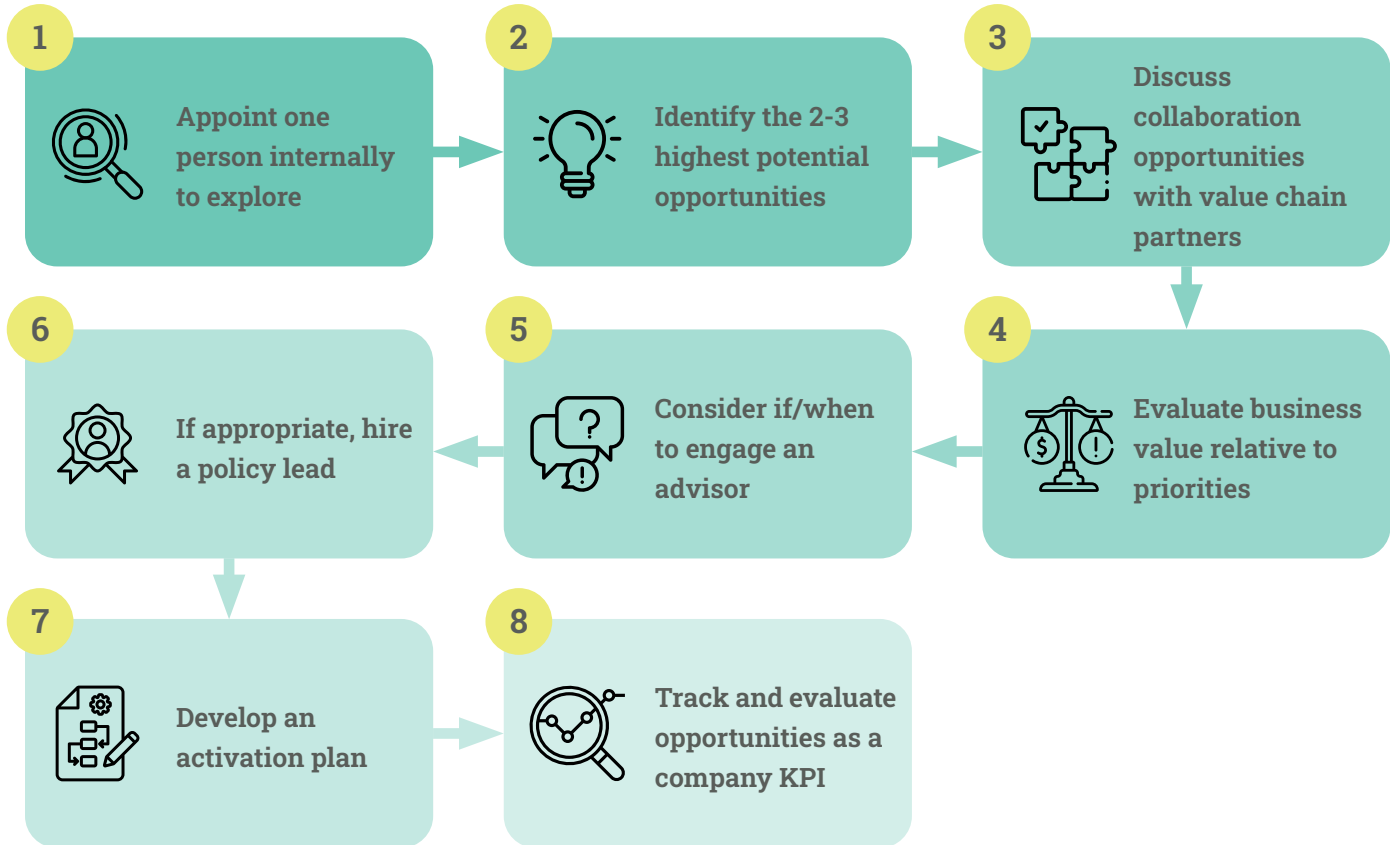 1
Appoint one
person internally
to explore
2
Identify the 2-3
highest potential
opportunities
3
Discuss
collaboration
opportunities
with value chain
partners
4
$ !
Evaluate business
value relative to
priorities
5
?
!
Consider if/when
to engage an
advisor
6
If appropriate, hire
a policy lead
7
Develop an
activation plan
8
Track and evaluate
opportunities as a
company KPI